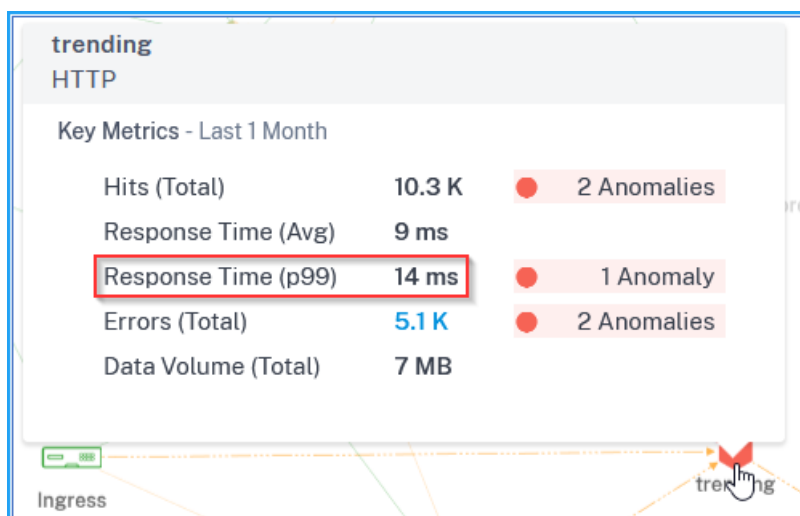 trending
HTTP
Key Metrics - Last 1 Month
Hits (Total) 10.3 K 2 Anomalies
Response Time (Avg) 9 ms
Response Time (p99) 14 ms 1 Anomaly
Errors (Total) 5.1 K 2 Anomalies
Data Volume (Total) 7 MB
Ingress
trending